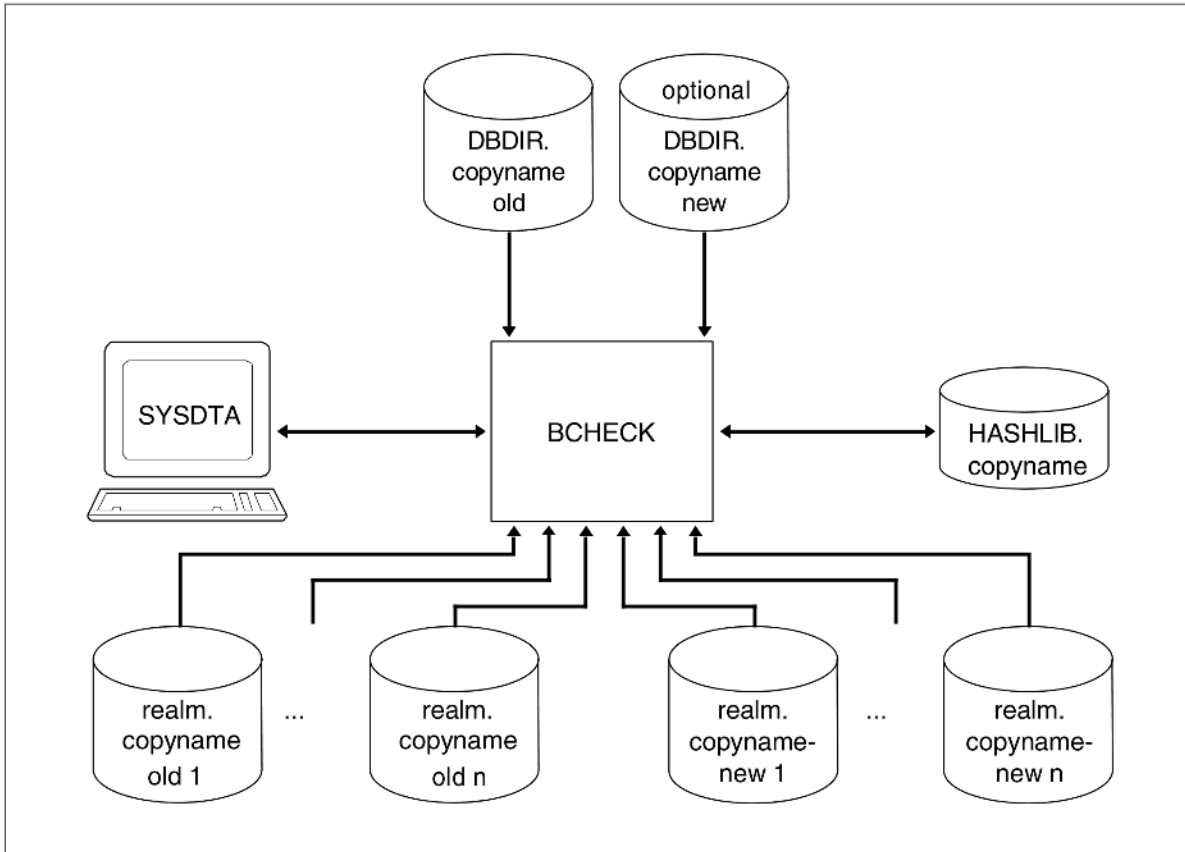 DBDIR.
copyname
old
optional
DBDIR.
copyname
new
SYSDTA
BCHECK
HASHLIB.
copyname
realm.
copyname
old 1
...
realm.
copyname
old n
realm.
copyname-
new 1
...
realm.
copyname-
new n